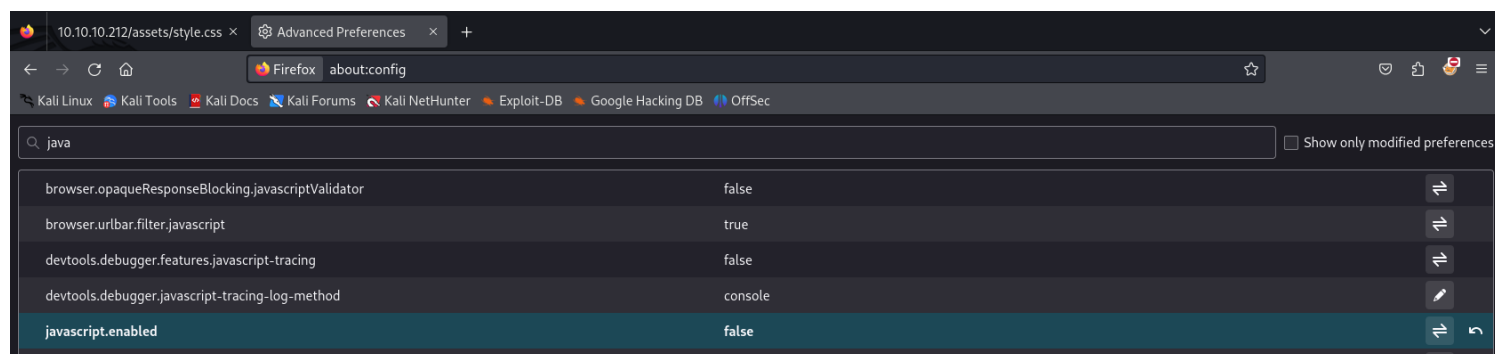 10.10.10.212/assets/style.css Advanced Preferences
Firefox about:config
Kali Linux Kali Tools Kali Docs Kali Forums Kali NetHunter Exploit-DB Google Hacking DB OffSec
java Show only modified preferences
browser.opaqueResponseBlocking.javascriptValidator false
browser.urlbar.filter.javascript true
devtools.debugger.features.javascript-tracing false
devtools.debugger.javascript-tracing-log-method console
javascript.enabled false